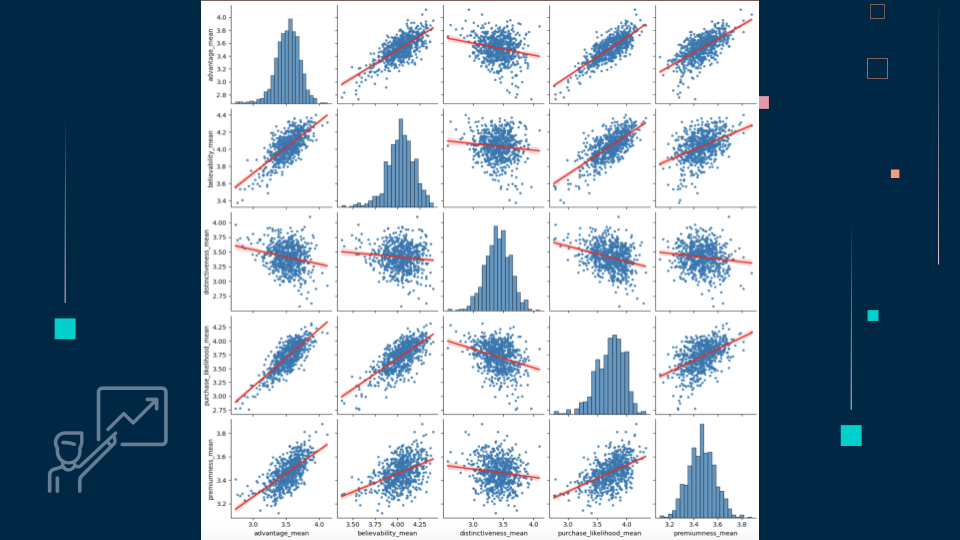 advantage_mean
4.0
3.8
3.6
3.4
3.2
3.0
2.8
believability_mean
4.4
4.2
4.0
3.8
3.6
3.4
distinctiveness_mean
4.00
3.75
3.50
3.25
3.00
2.75
purchase_likelihood_mean
4.25
4.00
3.75
3.50
3.25
3.00
2.75
premiumness_mean
3.8
3.6
3.4
3.2
3.0 3.5 4.0
3.50 3.75 4.00 4.25
3.0 3.5 4.0
3.0 3.5 4.0
3.2 3.4 3.6 3.8
advantage_mean
believability_mean
distinctiveness_mean
purchase_likelihood_mean
premiumness_mean